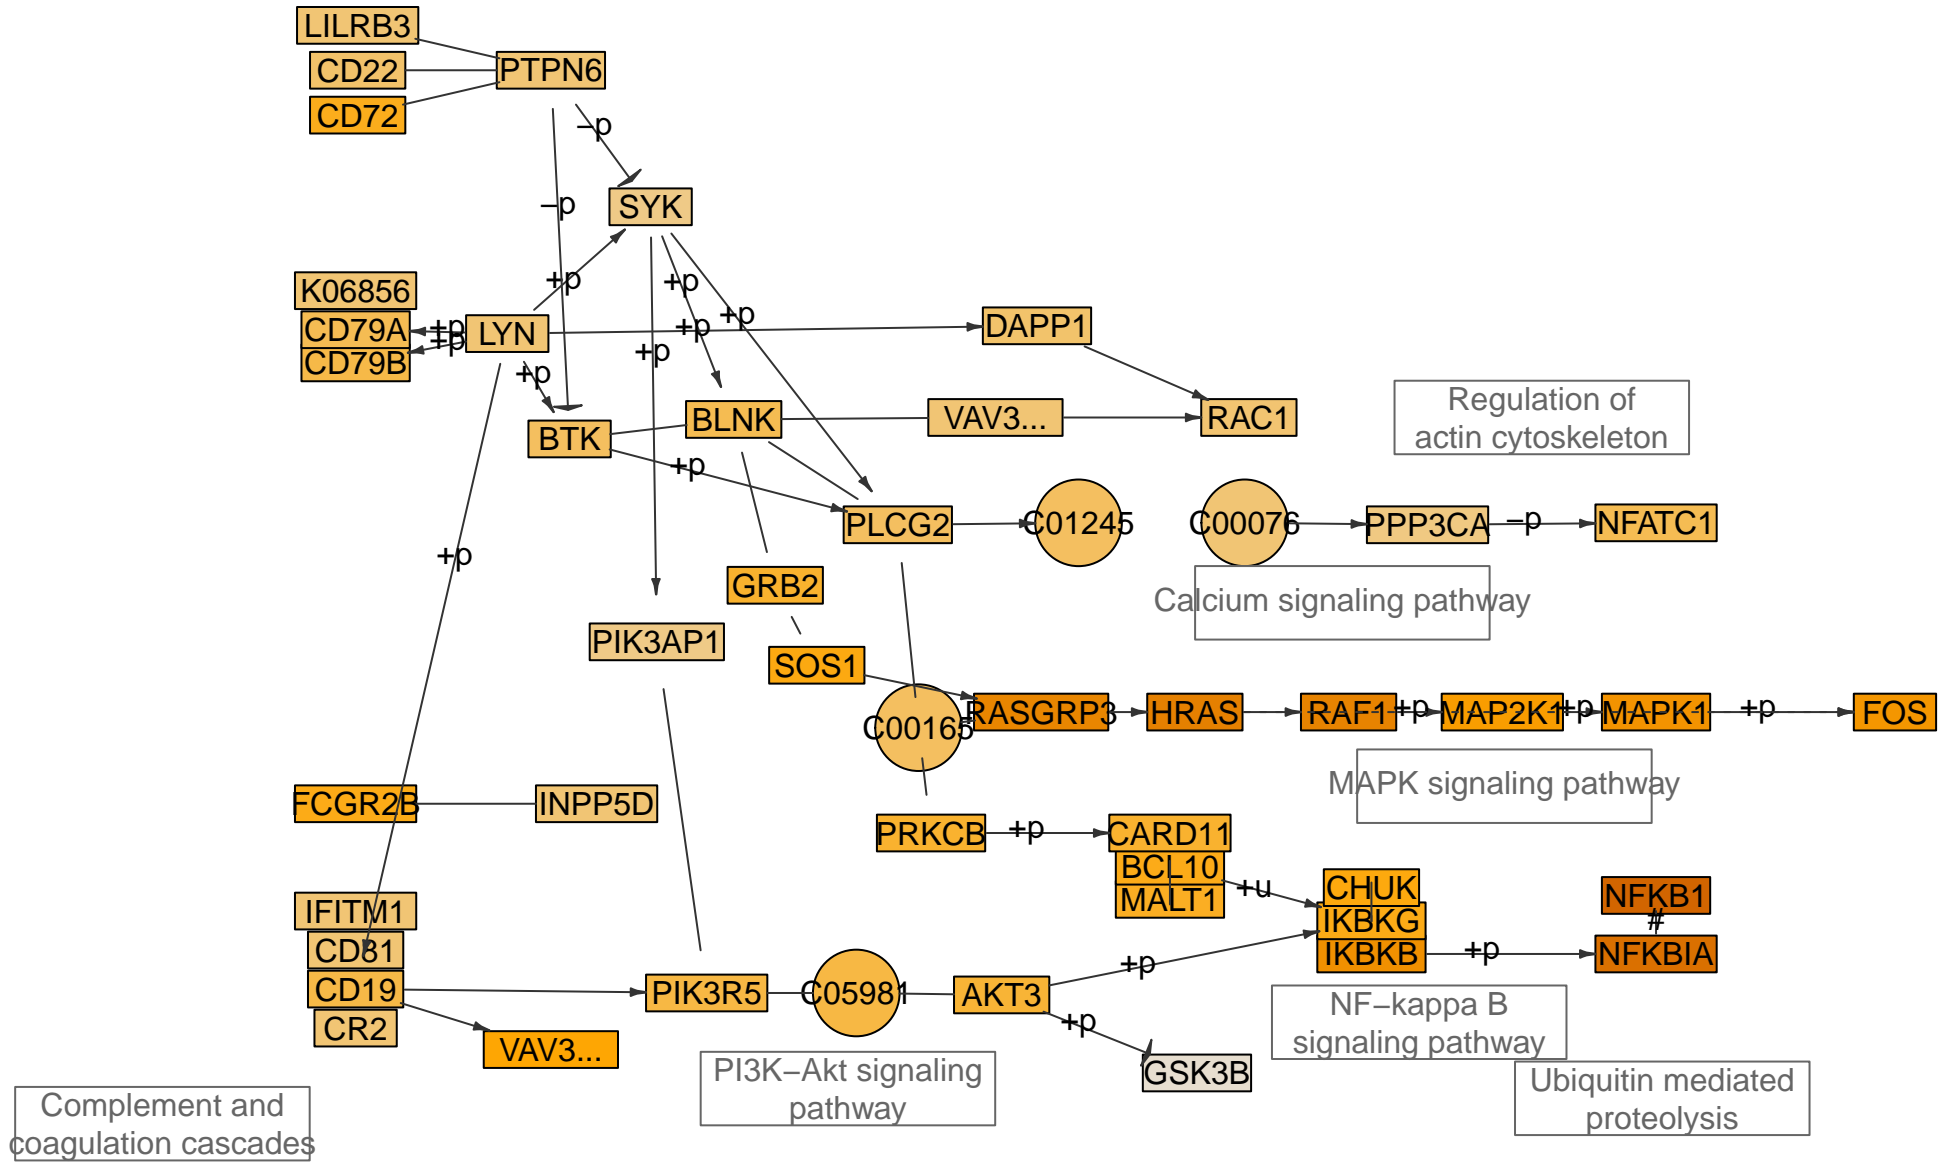 LILRB3
CD22
PTPN6
CD72
–p
–p
SYK
K06856
+p
+p
CD79A
+p
LYN
+p
+p
DAPP1
CD79B
+p
+p
+p
Regulation of
actin cytoskeleton
BTK
BLNK
VAV3...
RAC1
+p
PLCG2
C01245
C00076
PPP3CA
–p
NFATC1
+p
GRB2
Calcium signaling pathway
PIK3AP1
SOS1
C00165
RASGRP3
HRAS
RAF1
+p
MAP2K1
+p
MAPK1
+p
FOS
MAPK signaling pathway
FCGR2B
INPP5D
PRKCB
+p
CARD11
BCL10
MALT1
+u
CHUK
IKBKG
IKBKB
NFKB1
#
NFKBIA
+p
IFITM1
CD81
CD19
CR2
PIK3R5
C05981
AKT3
+p
+p
GSK3B
VAV3...
NF–kappa B
signaling pathway
PI3K–Akt signaling
pathway
Ubiquitin mediated
proteolysis
Complement and
coagulation cascades